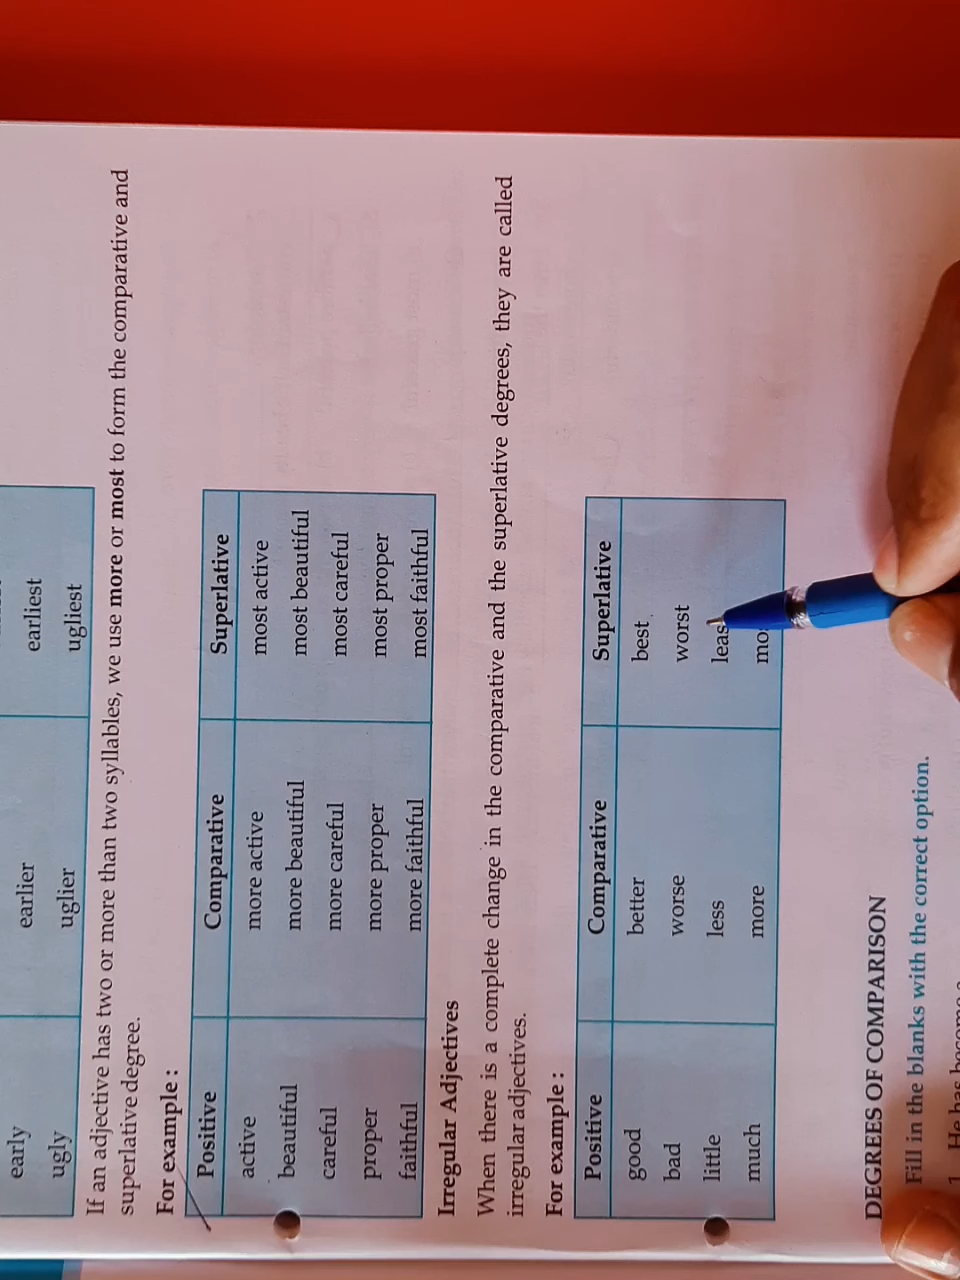 early earlier earliest
ugly uglier ugliest
If an adjective has two or more than two syllables, we use more or most to form the comparative and
superlative degree.
For example :
Positive Comparative Superlative
active more active most active
beautiful more beautiful most beautiful
careful more careful most careful
proper more proper most proper
faithful more faithful most faithful
Irregular Adjectives
When there is a complete change in the comparative and the superlative degrees, they are called
irregular adjectives.
For example :
Positive Comparative Superlative
good better best
bad worse worst
little less
much more
DEGREES OF COMPARISON
Fill in the blanks with the correct option.
1. He has become